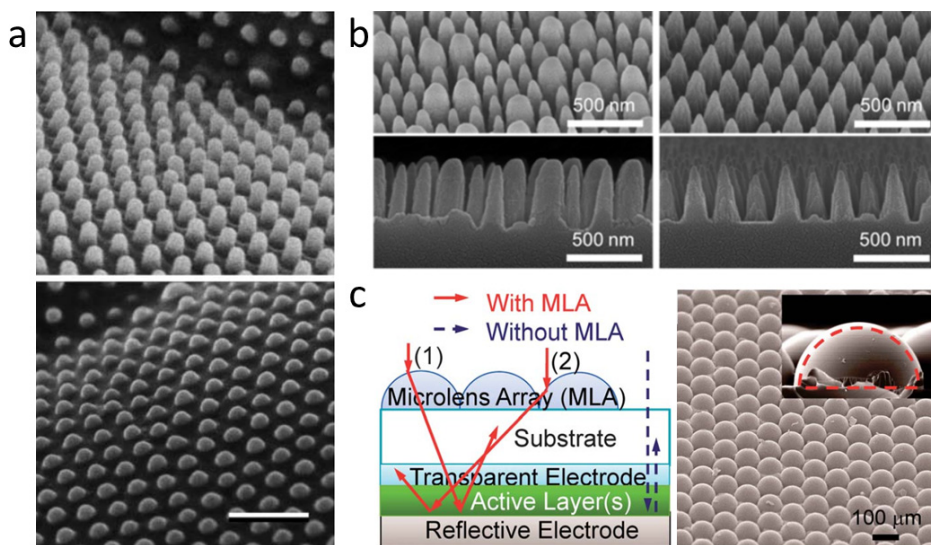 a
b
500 nm
500 nm
500 nm
500 nm
c
With MLA
Without MLA
(1)
(2)
Microlens Array (MLA)
Substrate
Transparent Electrode
Active Layer(s)
Reflective Electrode
100 μm